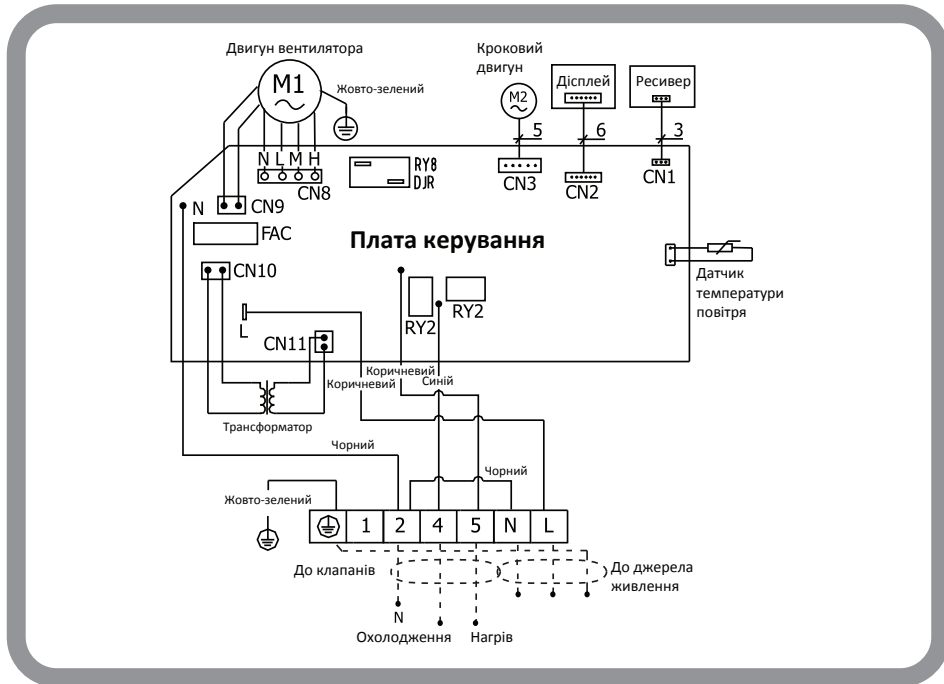 Двигун вентилятора
M1
Жовто-зелений
Кроковий
двигун
M2
Дісплей
Ресивер
5
6
3
N L M H
CN8
RY8
DJR
CN3
CN2
CN1
N
CN9
FAC
Плата керування
CN10
Датчик
температури
повітря
L
CN11
RY2
RY2
Коричневий
Коричневий
Синій
Трансформатор
Чорний
Чорний
Жовто-зелений
1 2 4 5 N L
До клапанів
До джерела
живлення
N
Охолодження
Нагрів